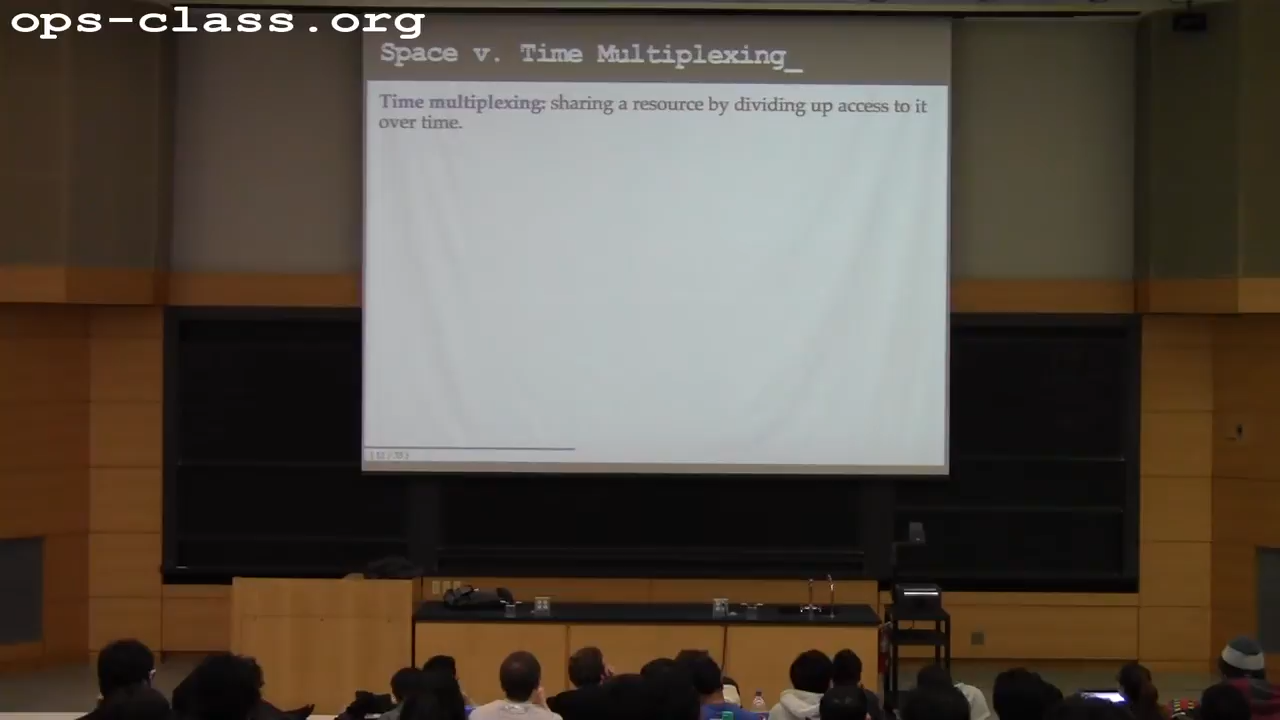 ops-class.org
Space v. Time Multiplexing_
Time multiplexing: sharing a resource by dividing up access to it
over time.